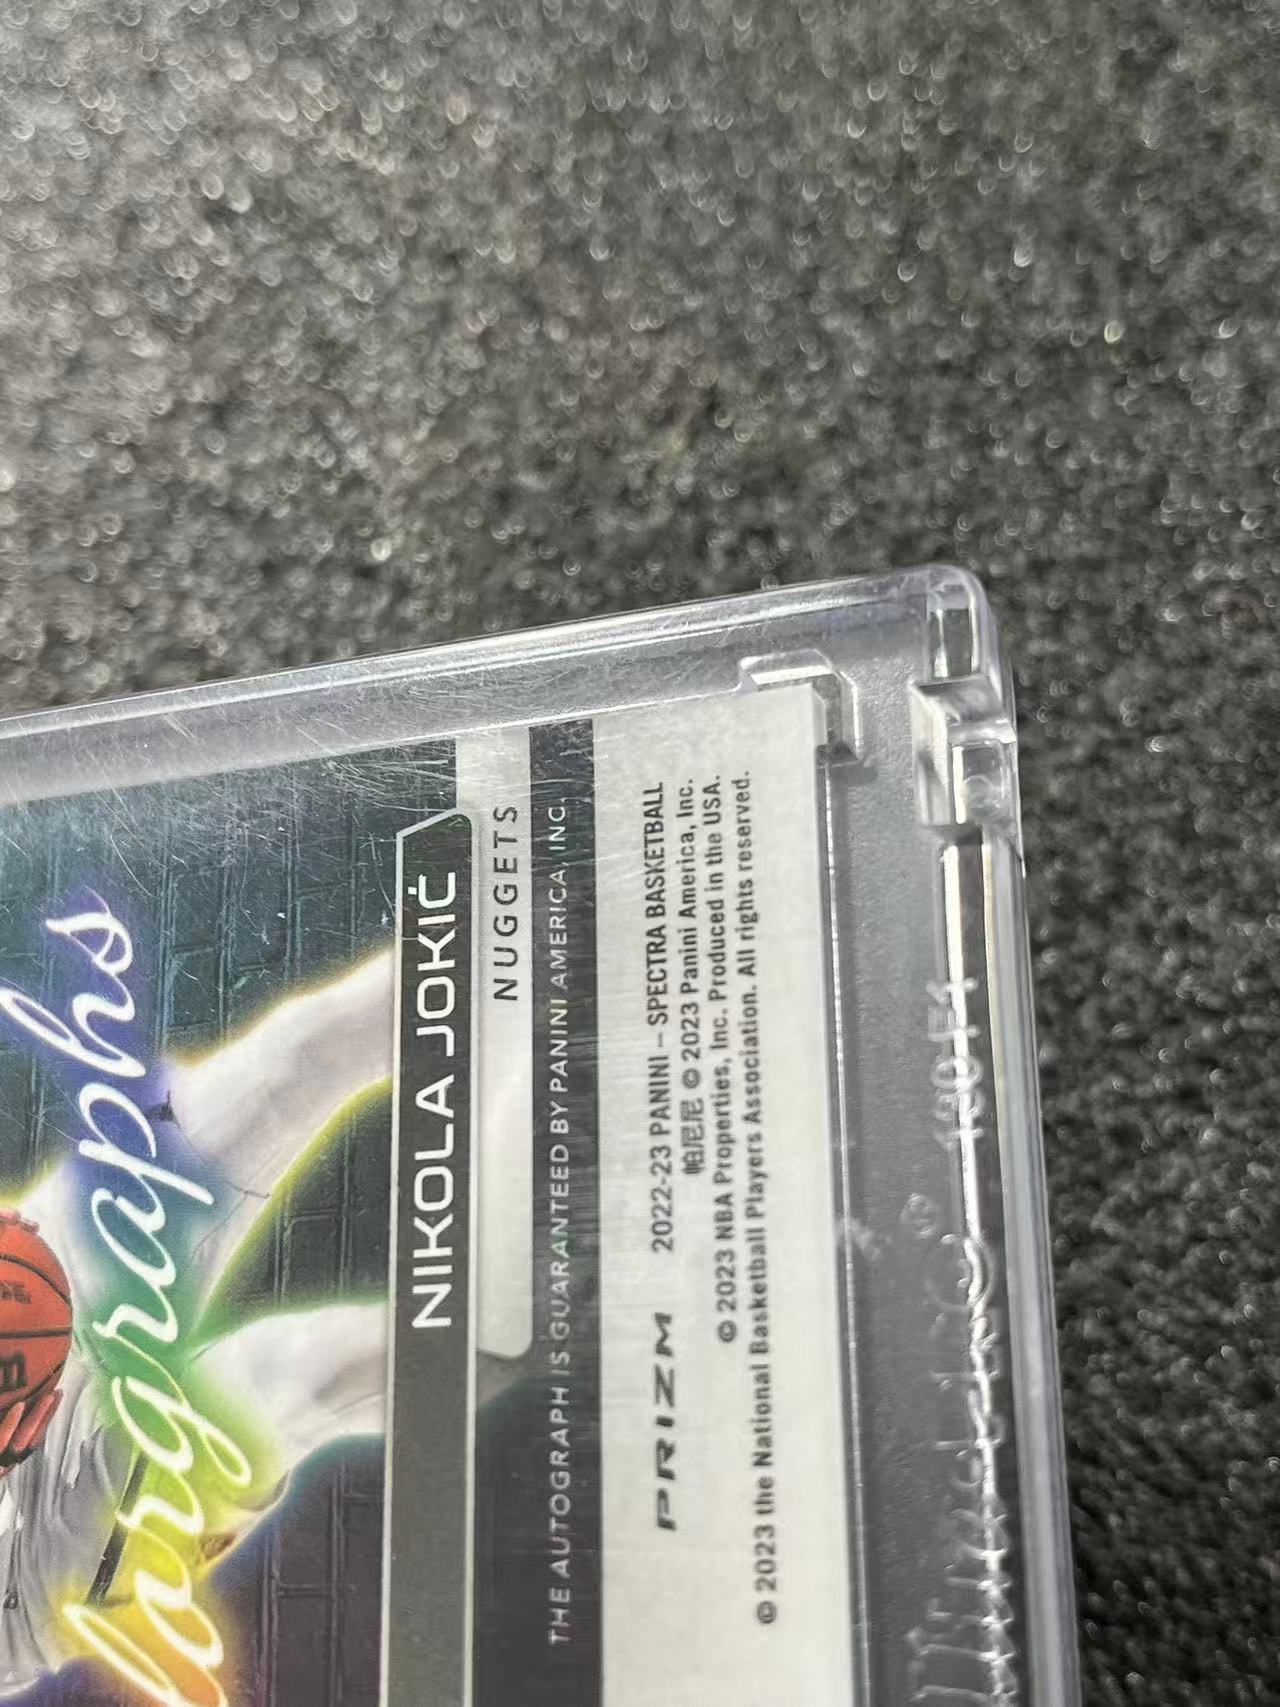 graphs
NIKOLA JOKIĆ
NUGGETS
THE AUTOGRAPH IS GUARANTEED BY PANINI AMERICA, INC.
PRIZM
2022-23 PANINI – SPECTRA BASKETBALL
帕尼尼 © 2023 Panini America, Inc.
© 2023 NBA Properties, Inc. Produced in the USA.
© 2023 the National Basketball Players Association. All rights reserved.